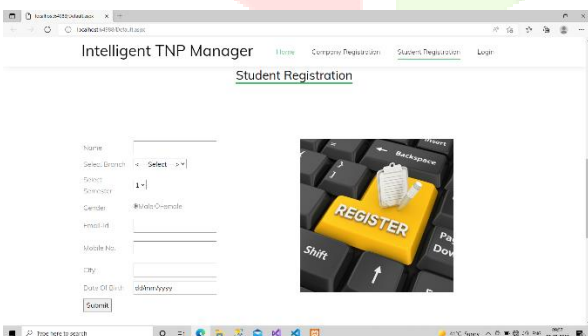 localhost:64988/Default.aspx
Intelligent TNP Manager Home Company Registration Student Registration Login
Student Registration
Name
Select Branch < Select >
Select
Semester
1
Gender Male Female
Email-Id
Mobile No.
City
Date Of Birth dd/mm/yyyy
Submit
Insert
Backspace
REGISTER
Shift
Type here to search